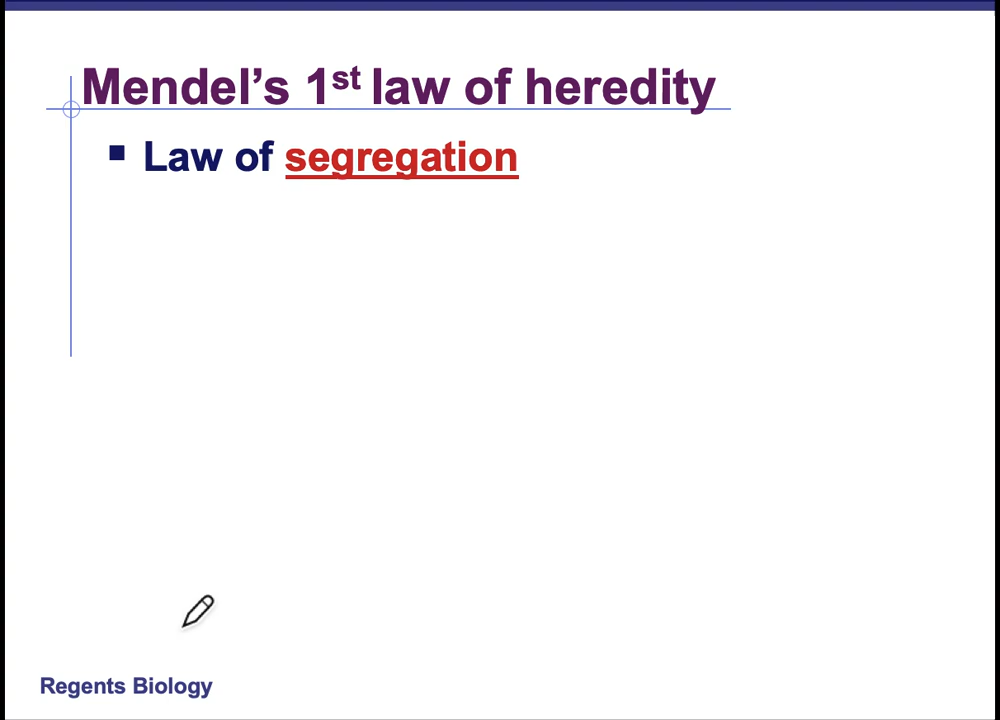 Mendel’s 1st law of heredity
▪ Law of segregation
Regents Biology